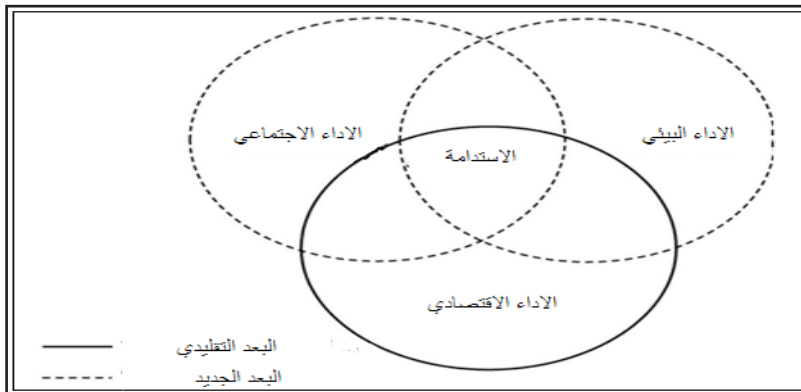 الاداء البيئي
الاداء الاجتماعي
الاستدامة
الاداء الاقتصادي
البعد التقليدي
البعد الجديد